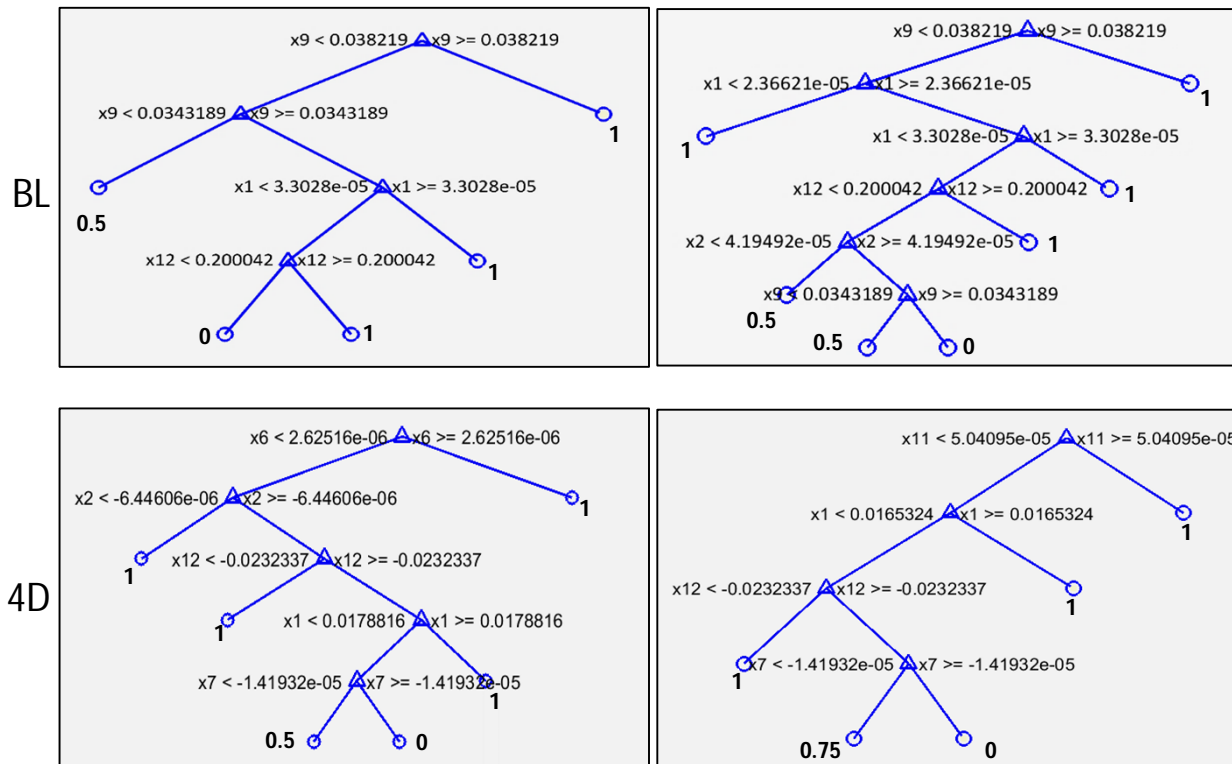 BL
x9 < 0.038219 x9 >= 0.038219
x9 < 0.0343189 x9 >= 0.0343189
1
0.5
x1 < 3.3028e-05 x1 >= 3.3028e-05
x12 < 0.200042 x12 >= 0.200042
1
0
1
x9 < 0.038219 x9 >= 0.038219
x1 < 2.36621e-05 x1 >= 2.36621e-05
1
1
x1 < 3.3028e-05 x1 >= 3.3028e-05
x12 < 0.200042 x12 >= 0.200042
1
x2 < 4.19492e-05 x2 >= 4.19492e-05
1
0.5
x9 < 0.0343189 x9 >= 0.0343189
0.5
0
4D
x6 < 2.62516e-06 x6 >= 2.62516e-06
x2 < -6.44606e-06 x2 >= -6.44606e-06
1
1
x12 < -0.0232337 x12 >= -0.0232337
1
x1 < 0.0178816 x1 >= 0.0178816
x7 < -1.41932e-05 x7 >= -1.41932e-05
1
0.5
0
x11 < 5.04095e-05 x11 >= 5.04095e-05
x1 < 0.0165324 x1 >= 0.0165324
1
x12 < -0.0232337 x12 >= -0.0232337
1
1
x7 < -1.41932e-05 x7 >= -1.41932e-05
0.75
0